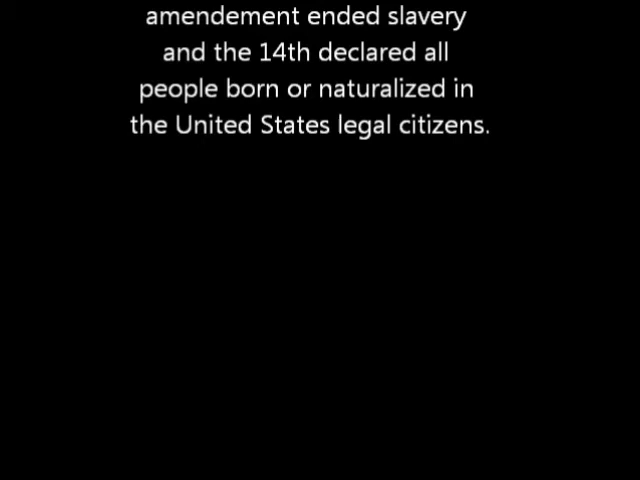 amendement ended slavery
and the 14th declared all
people born or naturalized in
the United States legal citizens.